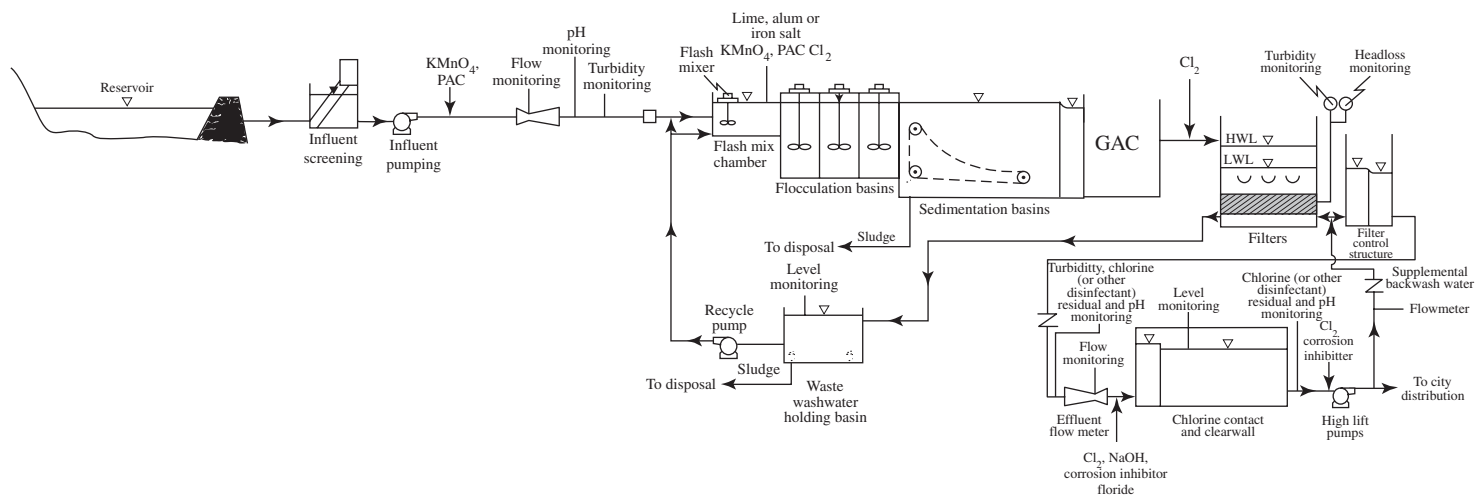 Reservoir
Influent
screening
Influent
pumping
KMnO4,
PAC
Flow
monitoring
pH
monitoring
Turbidity
monitoring
Flash
mixer
Lime, alum or
iron salt
KMnO4, PAC Cl2
Flash mix
chamber
Flocculation basins
Sedimentation basins
GAC
Cl2
Turbidity
monitoring
Headloss
monitoring
HWL
LWL
Filters
Filter
control
structure
Sludge
To disposal
Level
monitoring
Recycle
pump
Sludge
To disposal
Waste
washwater
holding basin
Turbiditty, chlorine
(or other
disinfectant)
residual and pH
monitoring
Flow
monitoring
Effluent
flow meter
Cl2, NaOH,
corrosion inhibitor
floride
Level
monitoring
Chlorine contact
and clearwall
Chlorine (or other
disinfectant)
residual and pH
monitoring
Cl2,
corrosion
inhibitter
High lift
pumps
Supplemental
backwash water
Flowmeter
To city
distribution